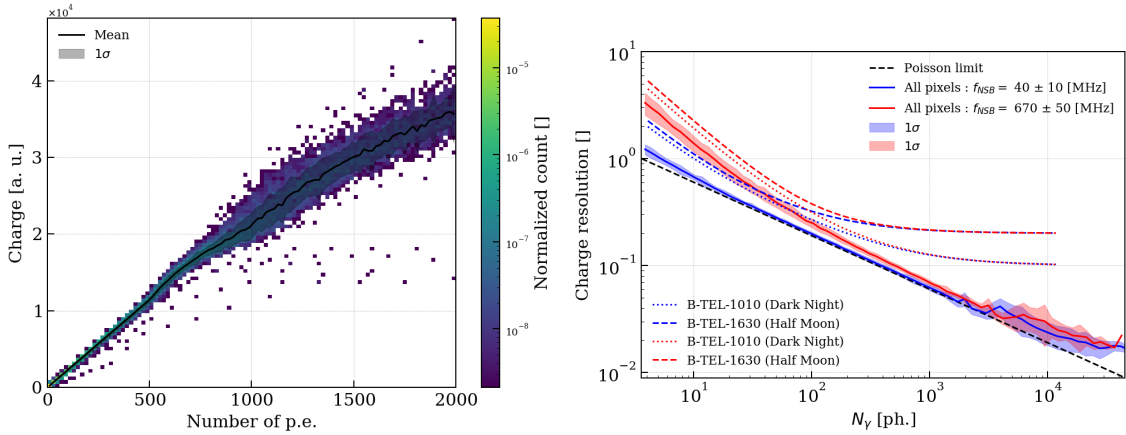 ×10⁴
Mean
1σ
4
3
2
1
0
0
500
1000
1500
2000
Charge [a. u.]
Number of p.e.
10⁻⁵
10⁻⁶
10⁻⁷
10⁻⁸
Normalized count []
10¹
10⁰
10⁻¹
10⁻²
Charge resolution []
Poisson limit
All pixels : f_NSB = 40 ± 10 [MHz]
All pixels : f_NSB = 670 ± 50 [MHz]
1σ
1σ
B-TEL-1010 (Dark Night)
B-TEL-1630 (Half Moon)
B-TEL-1010 (Dark Night)
B-TEL-1630 (Half Moon)
10¹
10²
10³
10⁴
N_γ [ph.]